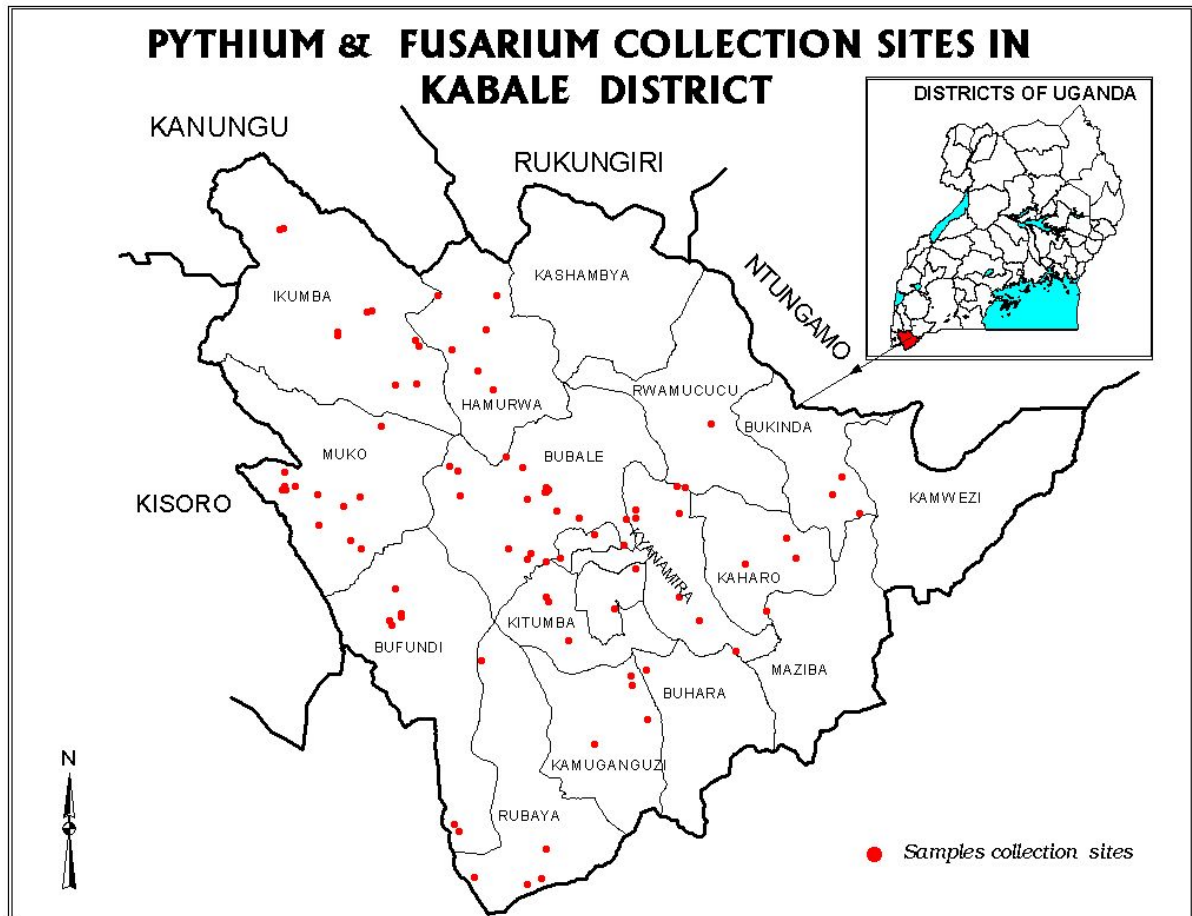 PYTHIUM & FUSARIUM COLLECTION SITES IN
KABALE DISTRICT
DISTRICTS OF UGANDA
KANUNGU
RUKUNGIRI
NTUNGAMO
KASHAMBYA
IKUMBA
RWAMUCUCU
HAMURWA
BUKINDA
MUKO
BUBALE
KISORO
KAMWEZI
KYANAMIRA
KAHARO
KITUMBA
BUFUNDI
MAZIBA
BUHARA
KAMUGANGUZI
N
RUBAYA
Samples collection sites